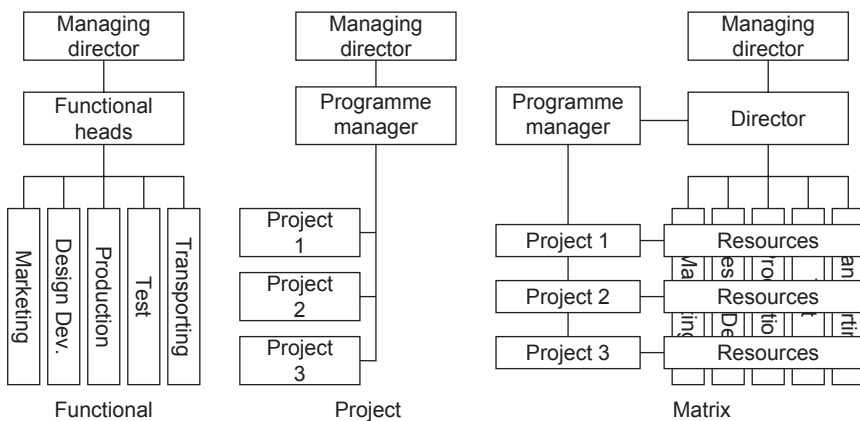 Managing
director
Functional
heads
Marketing
Design Dev.
Production
Test
Transporting
Functional
Managing
director
Programme
manager
Project
1
Project
2
Project
3
Project
Managing
director
Programme
manager
Director
Project 1
Resources
Project 2
Resources
Project 3
Resources
Matrix